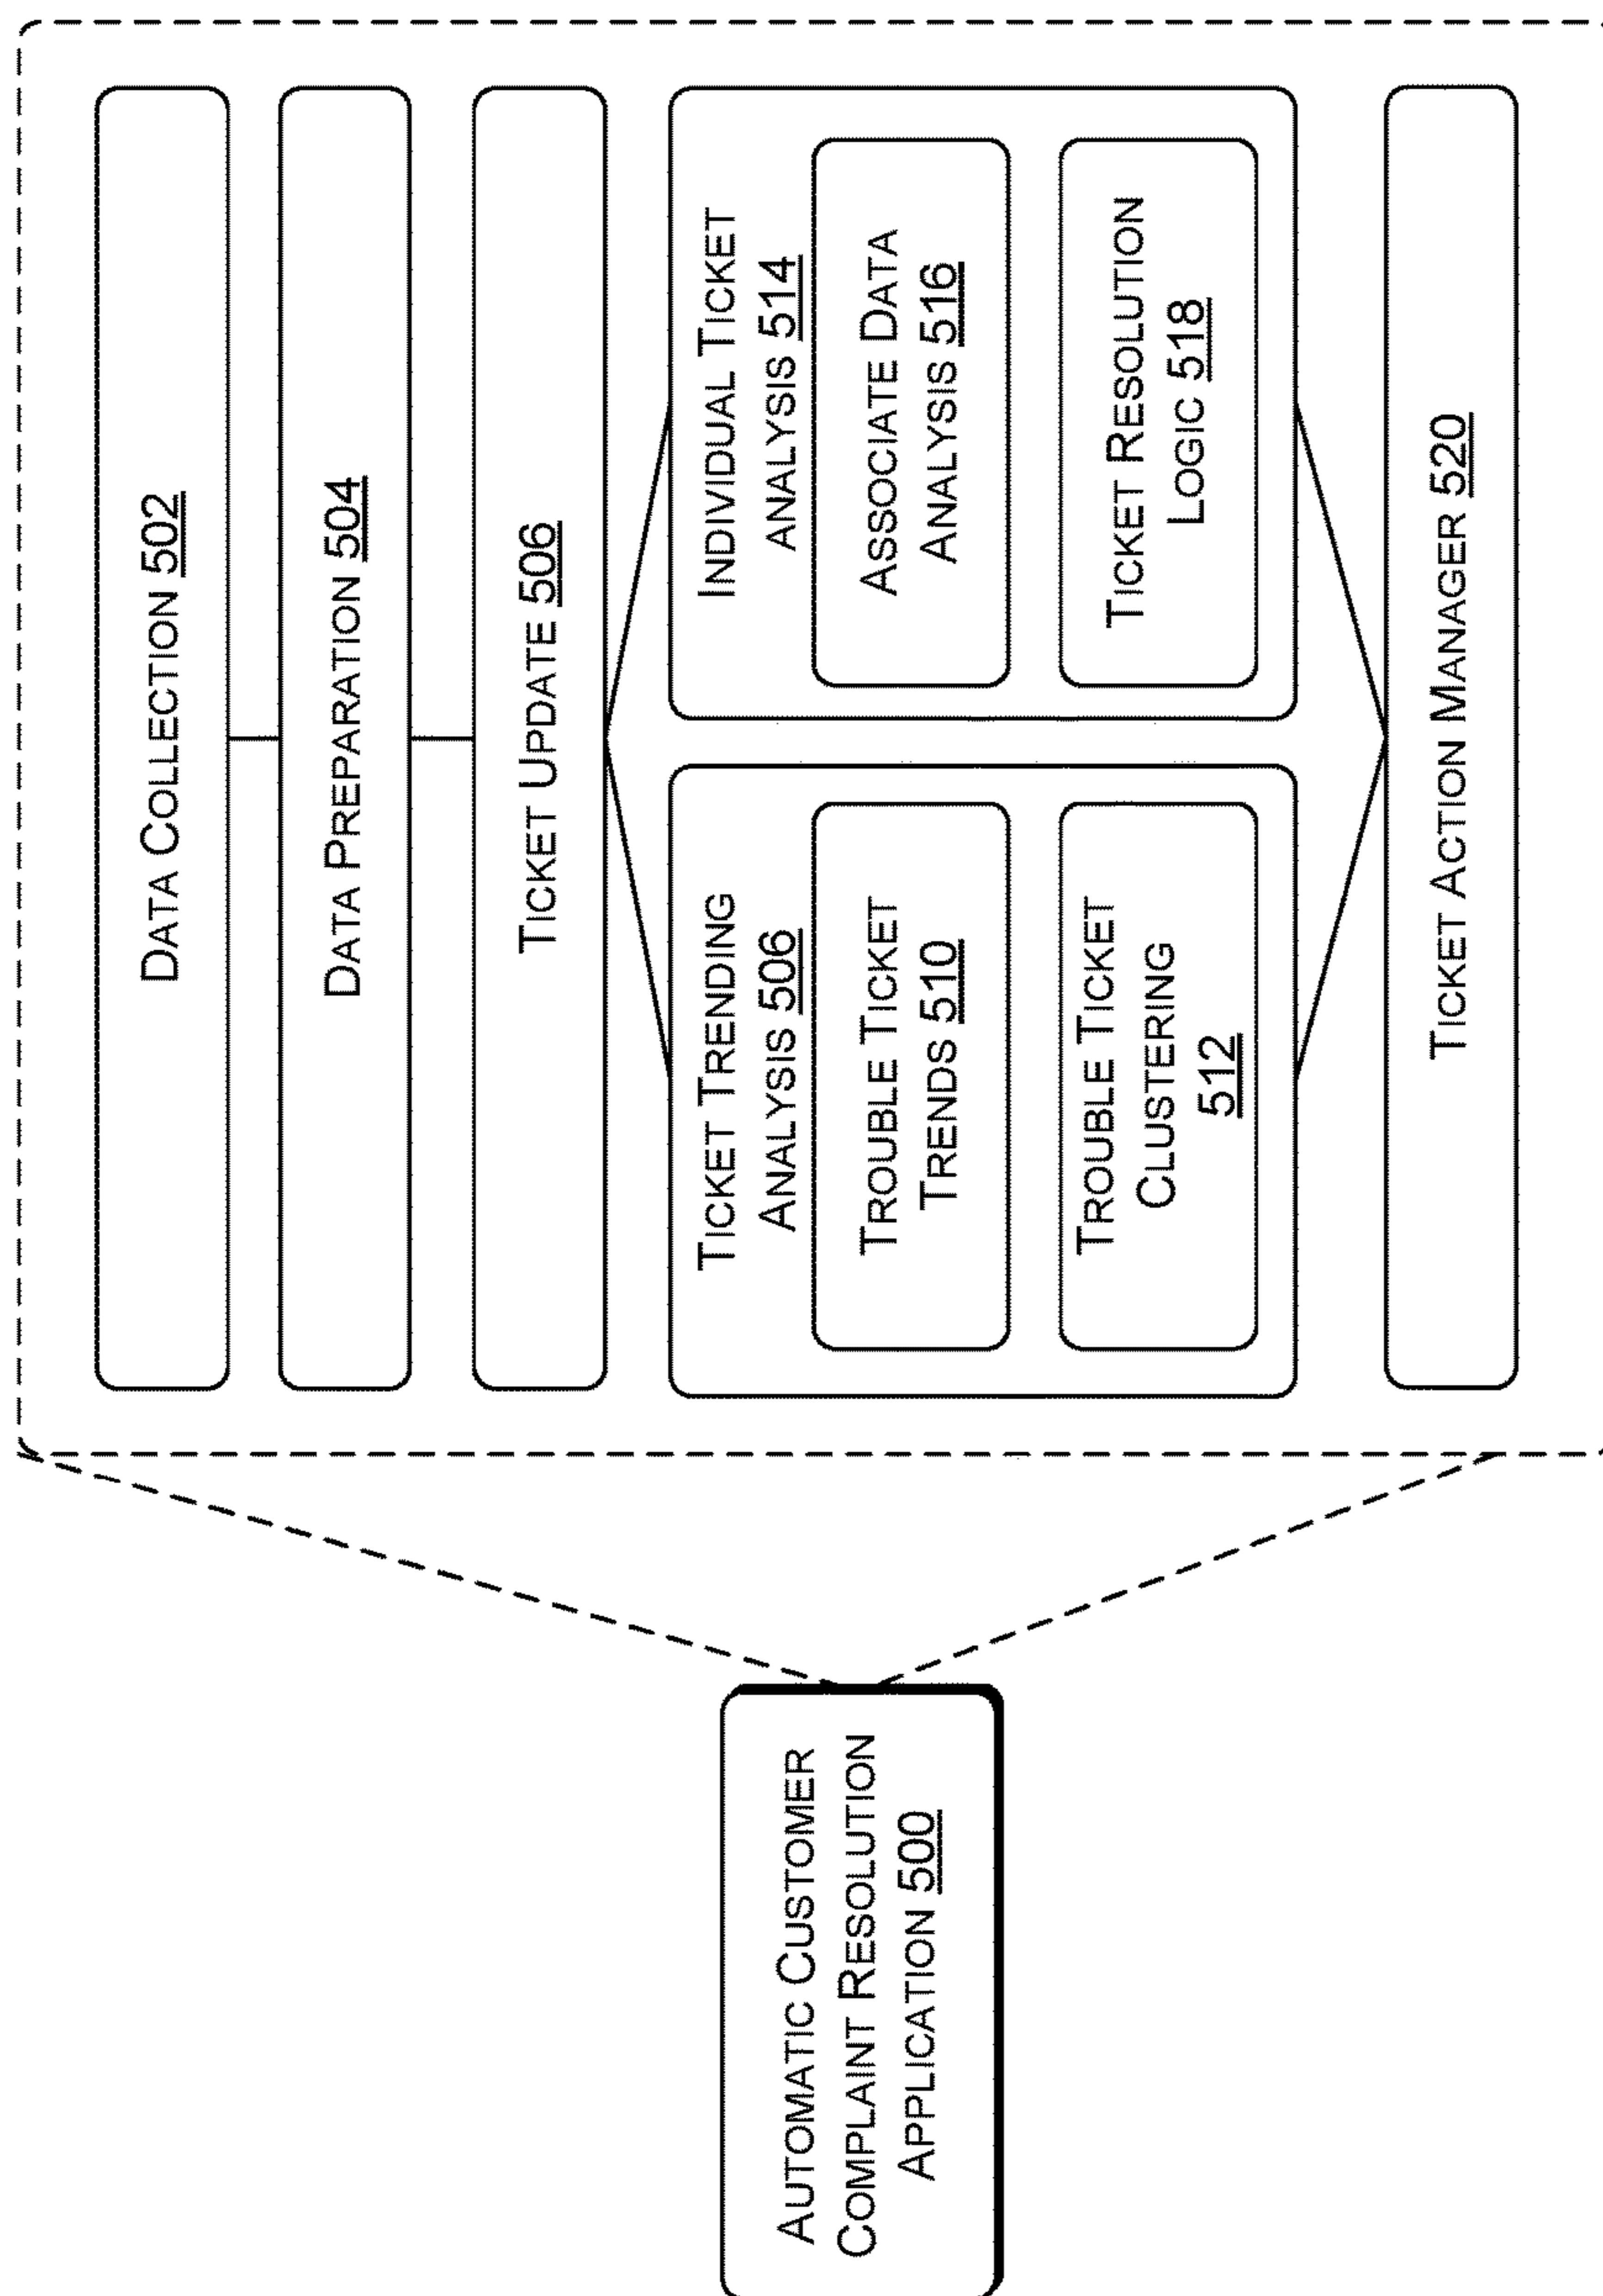 AUTOMATIC CUSTOMER
COMPLAINT RESOLUTION
APPLICATION 500
DATA COLLECTION 502
DATA PREPARATION 504
TICKET UPDATE 506
TICKET TRENDING
ANALYSIS 506
TROUBLE TICKET
TRENDS 510
TROUBLE TICKET
CLUSTERING
512
INDIVIDUAL TICKET
ANALYSIS 514
ASSOCIATE DATA
ANALYSIS 516
TICKET RESOLUTION
LOGIC 518
TICKET ACTION MANAGER 520